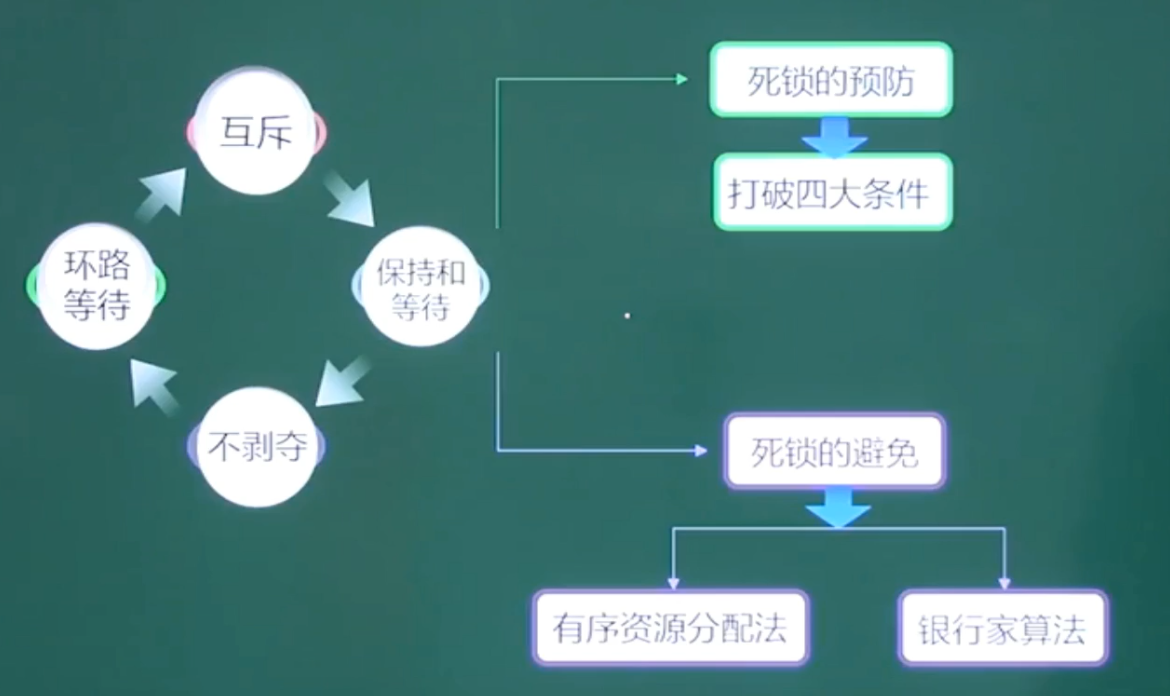 互斥
保持和
等待
不剥夺
环路
等待
死锁的预防
打破四大条件
死锁的避免
有序资源分配法
银行家算法